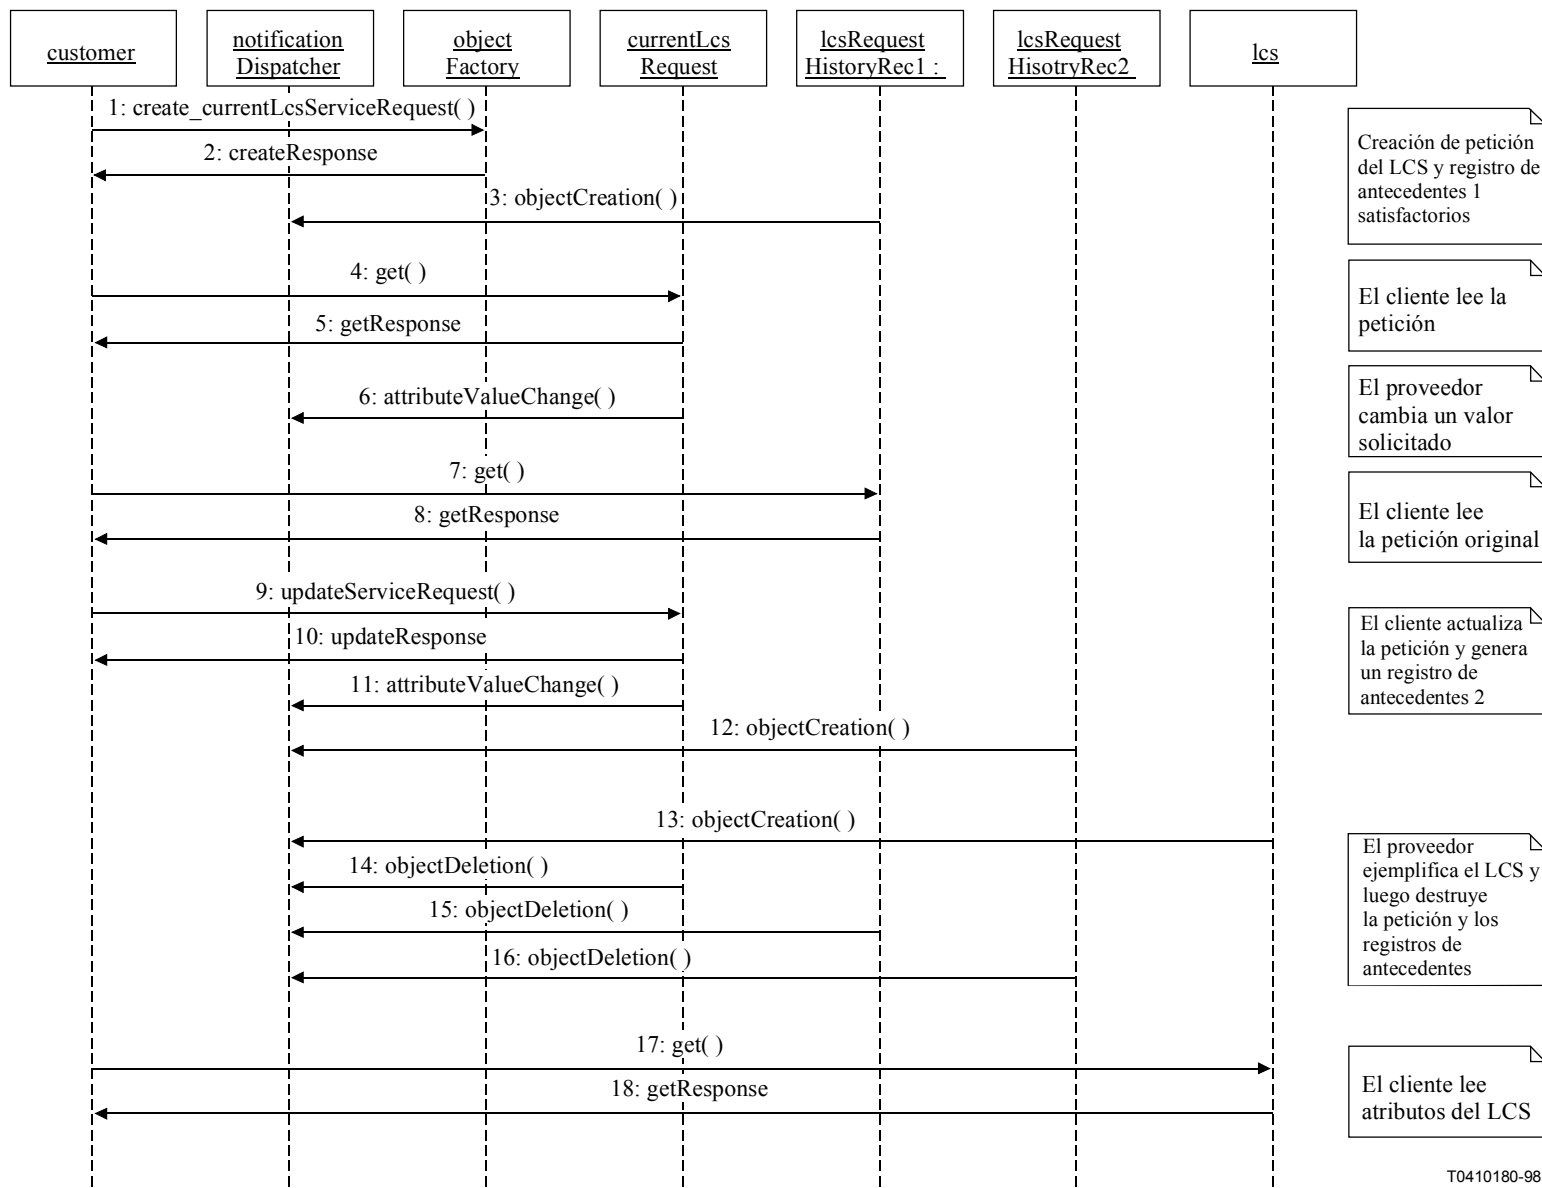 customer
notification
Dispatcher
object
Factory
currentLcs
Request
lcsRequest
HistoryRec1 :
lcsRequest
HisotryRec2
lcs
1: create_currentLcsServiceRequest( )
2: createResponse
3: objectCreation( )
Creación de petición
del LCS y registro de
antecedentes 1
satisfactorios
4: get( )
5: getResponse
El cliente lee la
petición
6: attributeValueChange( )
El proveedor
cambia un valor
solicitado
7: get( )
8: getResponse
El cliente lee
la petición original
9: updateServiceRequest( )
10: updateResponse
11: attributeValueChange( )
12: objectCreation( )
El cliente actualiza
la petición y genera
un registro de
antecedentes 2
13: objectCreation( )
14: objectDeletion( )
15: objectDeletion( )
16: objectDeletion( )
El proveedor
ejemplifica el LCS y
luego destruye
la petición y los
registros de
antecedentes
17: get( )
18: getResponse
El cliente lee
atributos del LCS
T0410180-98